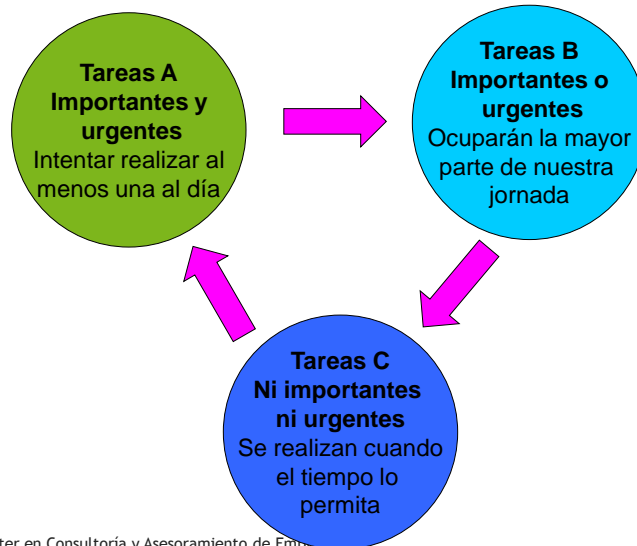 Tareas A
Importantes y
urgentes
Intentar realizar al
menos una al día
Tareas B
Importantes o
urgentes
Ocuparán la mayor
parte de nuestra
jornada
Tareas C
Ni importantes
ni urgentes
Se realizan cuando
el tiempo lo
permita
en Consultoría y Asesoramiento de